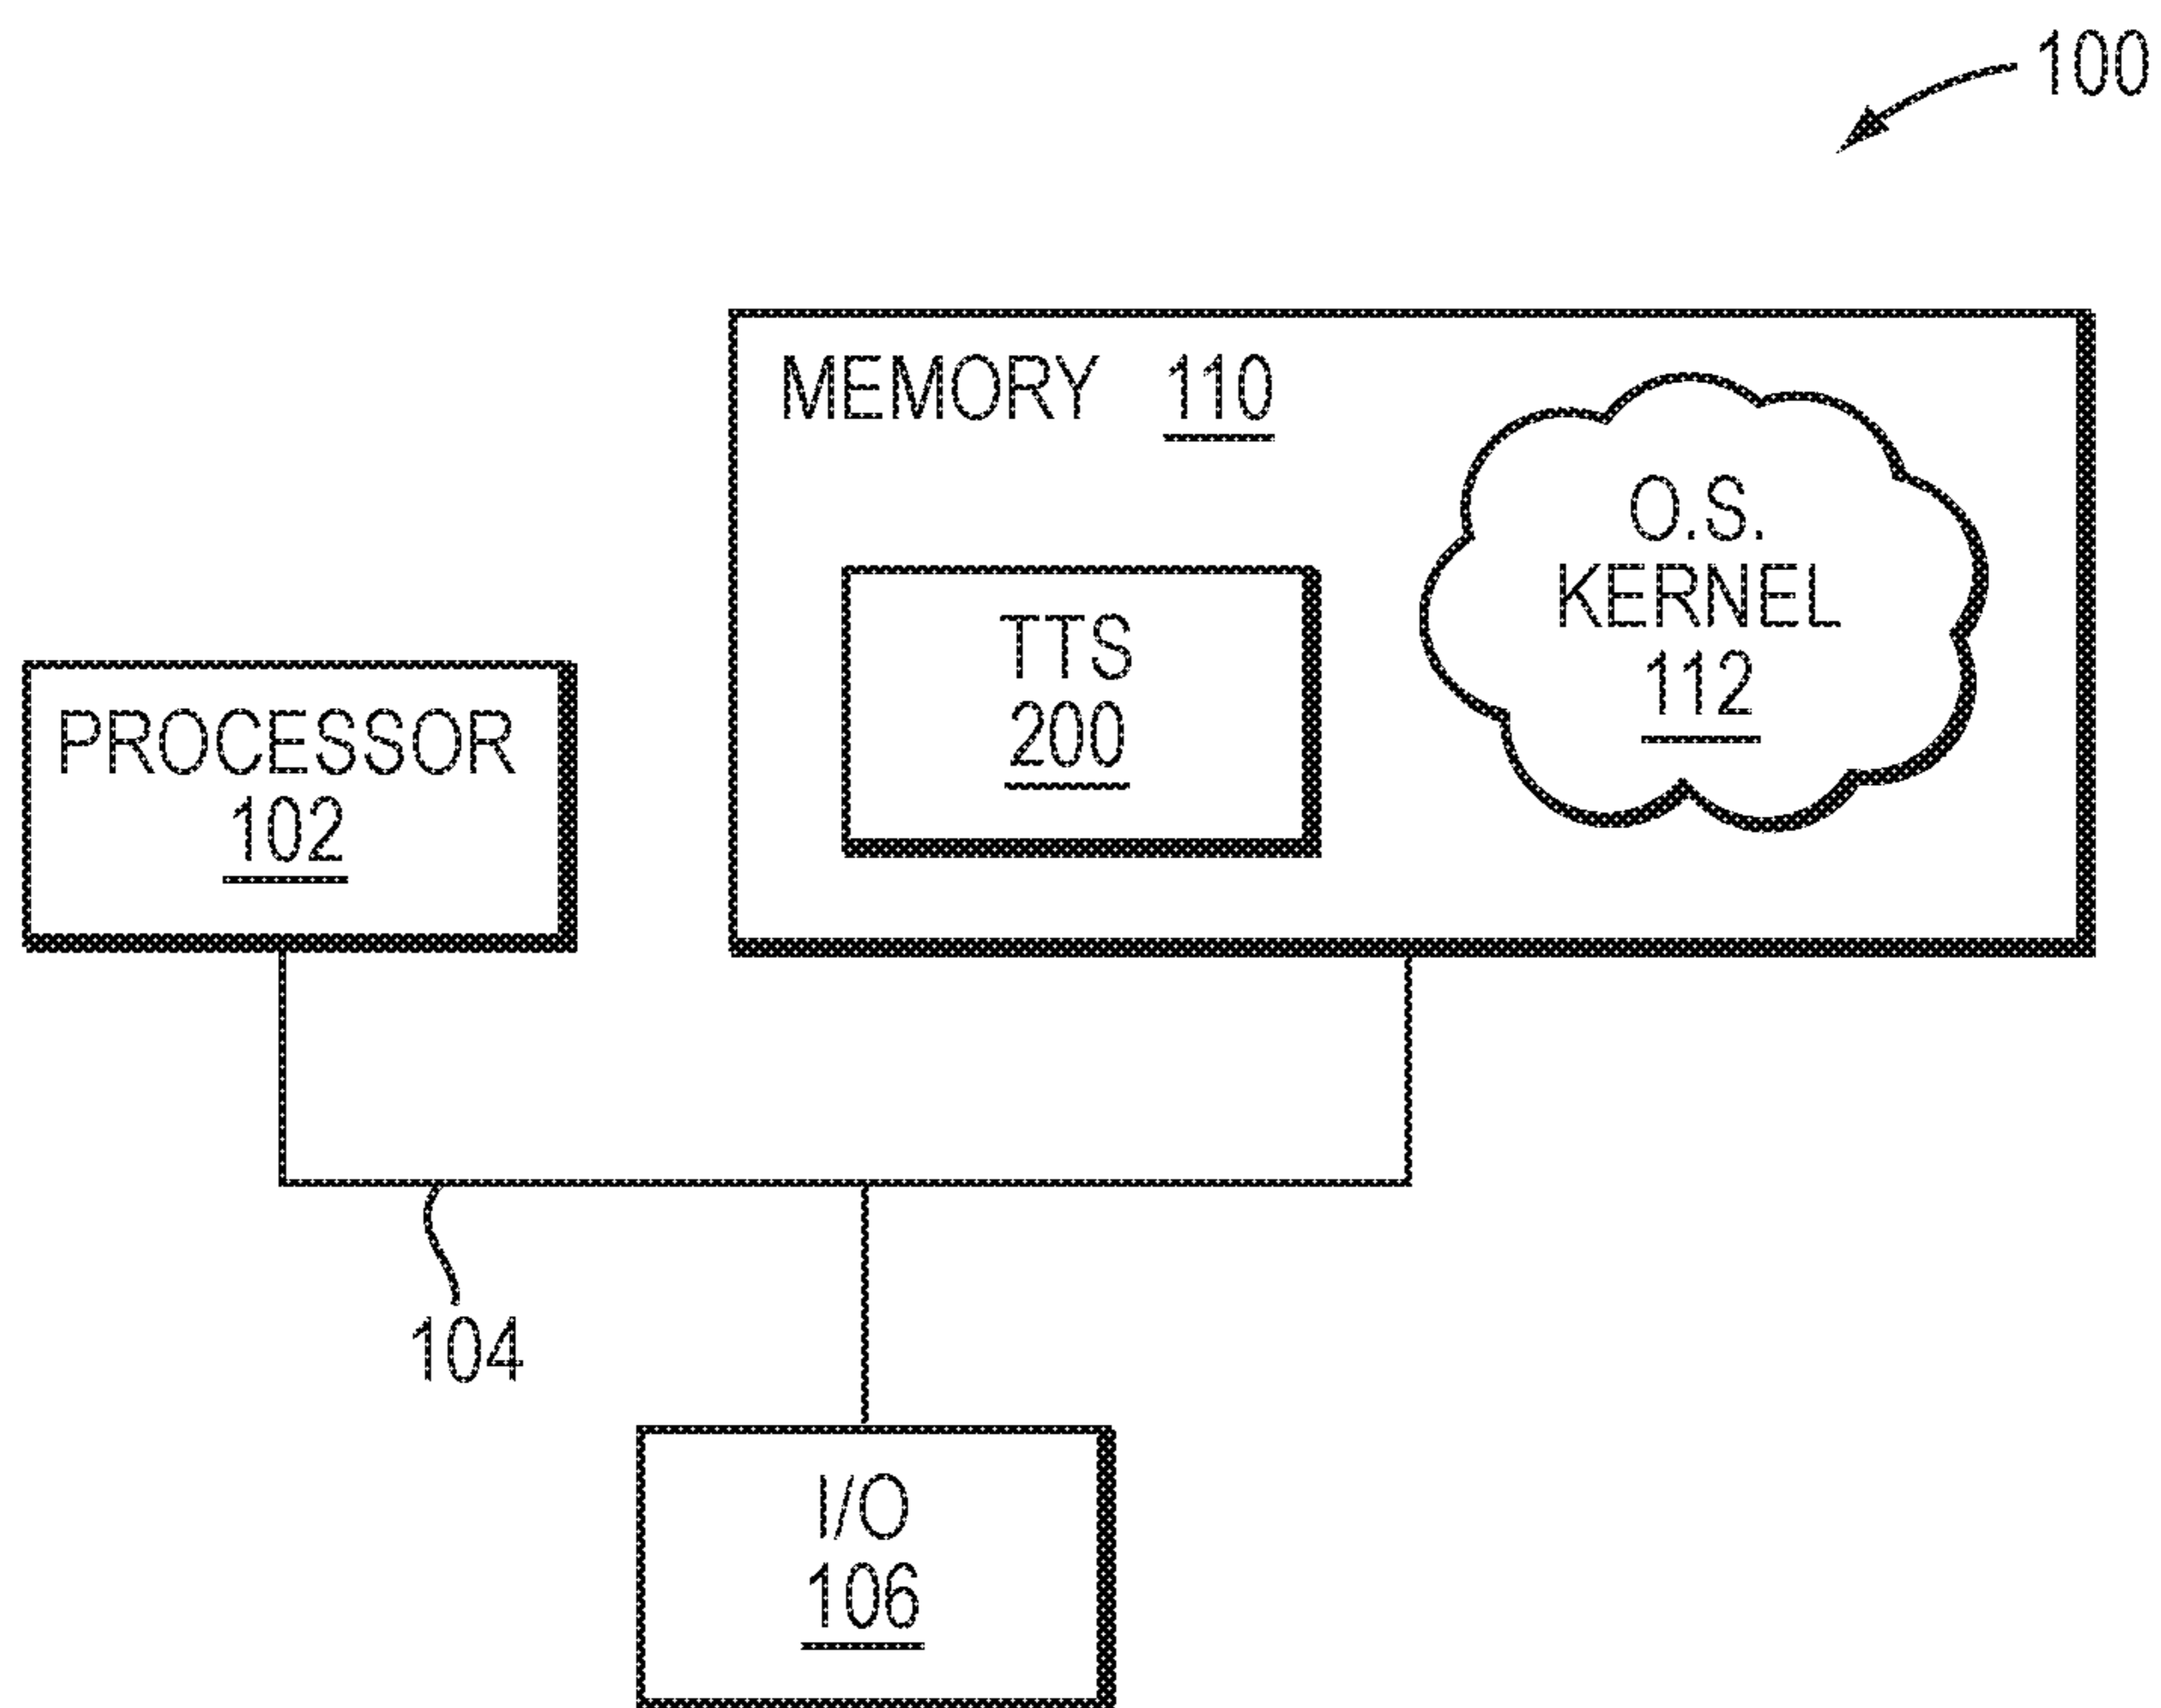 100
MEMORY 110
O.S.
KERNEL
112
TTS
200
PROCESSOR
102
104
I/O
106